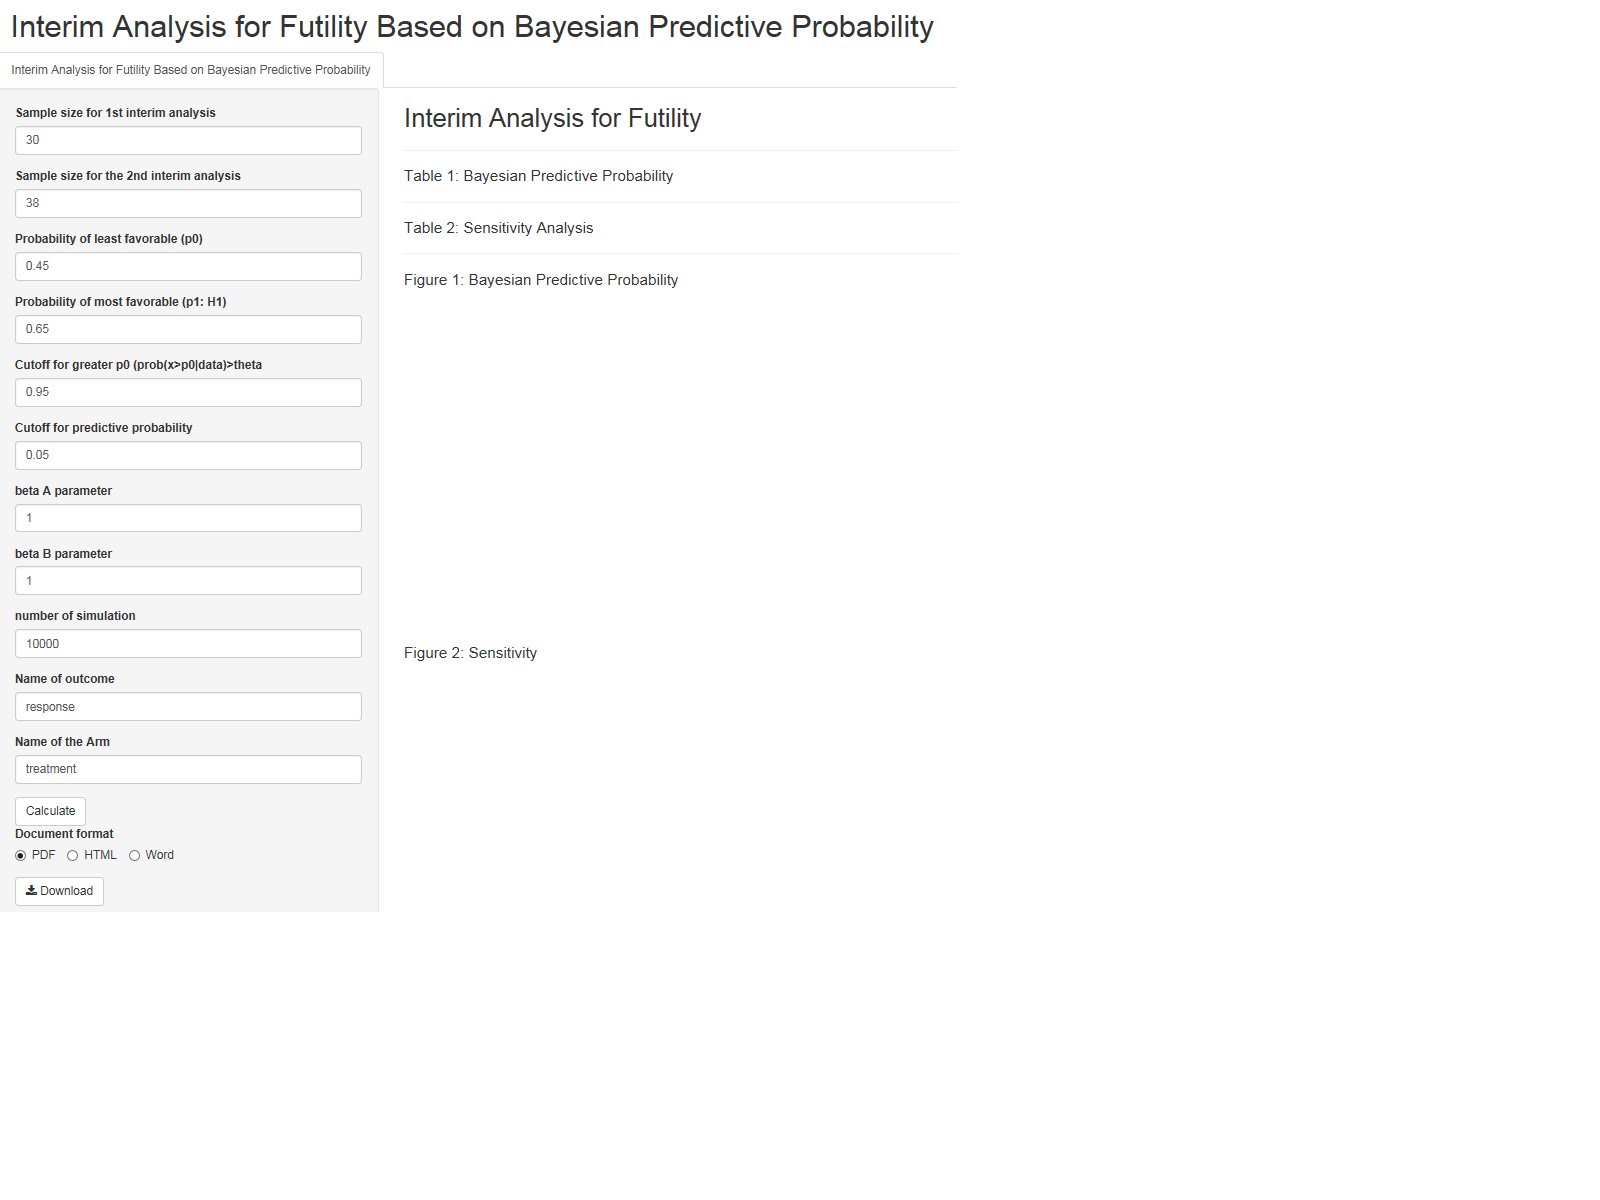 Interim Analysis for Futility Based on Bayesian Predictive Probability
Interim Analysis for Futility Based on Bayesian Predictive Probability
Sample size for 1st interim analysis
30
Sample size for the 2nd interim analysis
38
Probability of least favorable (p0)
0.45
Probability of most favorable (p1: H1)
0.65
Cutoff for greater p0 (prob(x>p0|data)>theta
0.95
Cutoff for predictive probability
0.05
beta A parameter
1
beta B parameter
1
number of simulation
10000
Name of outcome
response
Name of the Arm
treatment
Calculate
Document format
PDF HTML Word
Download
Interim Analysis for Futility
Table 1: Bayesian Predictive Probability
Table 2: Sensitivity Analysis
Figure 1: Bayesian Predictive Probability
Figure 2: Sensitivity